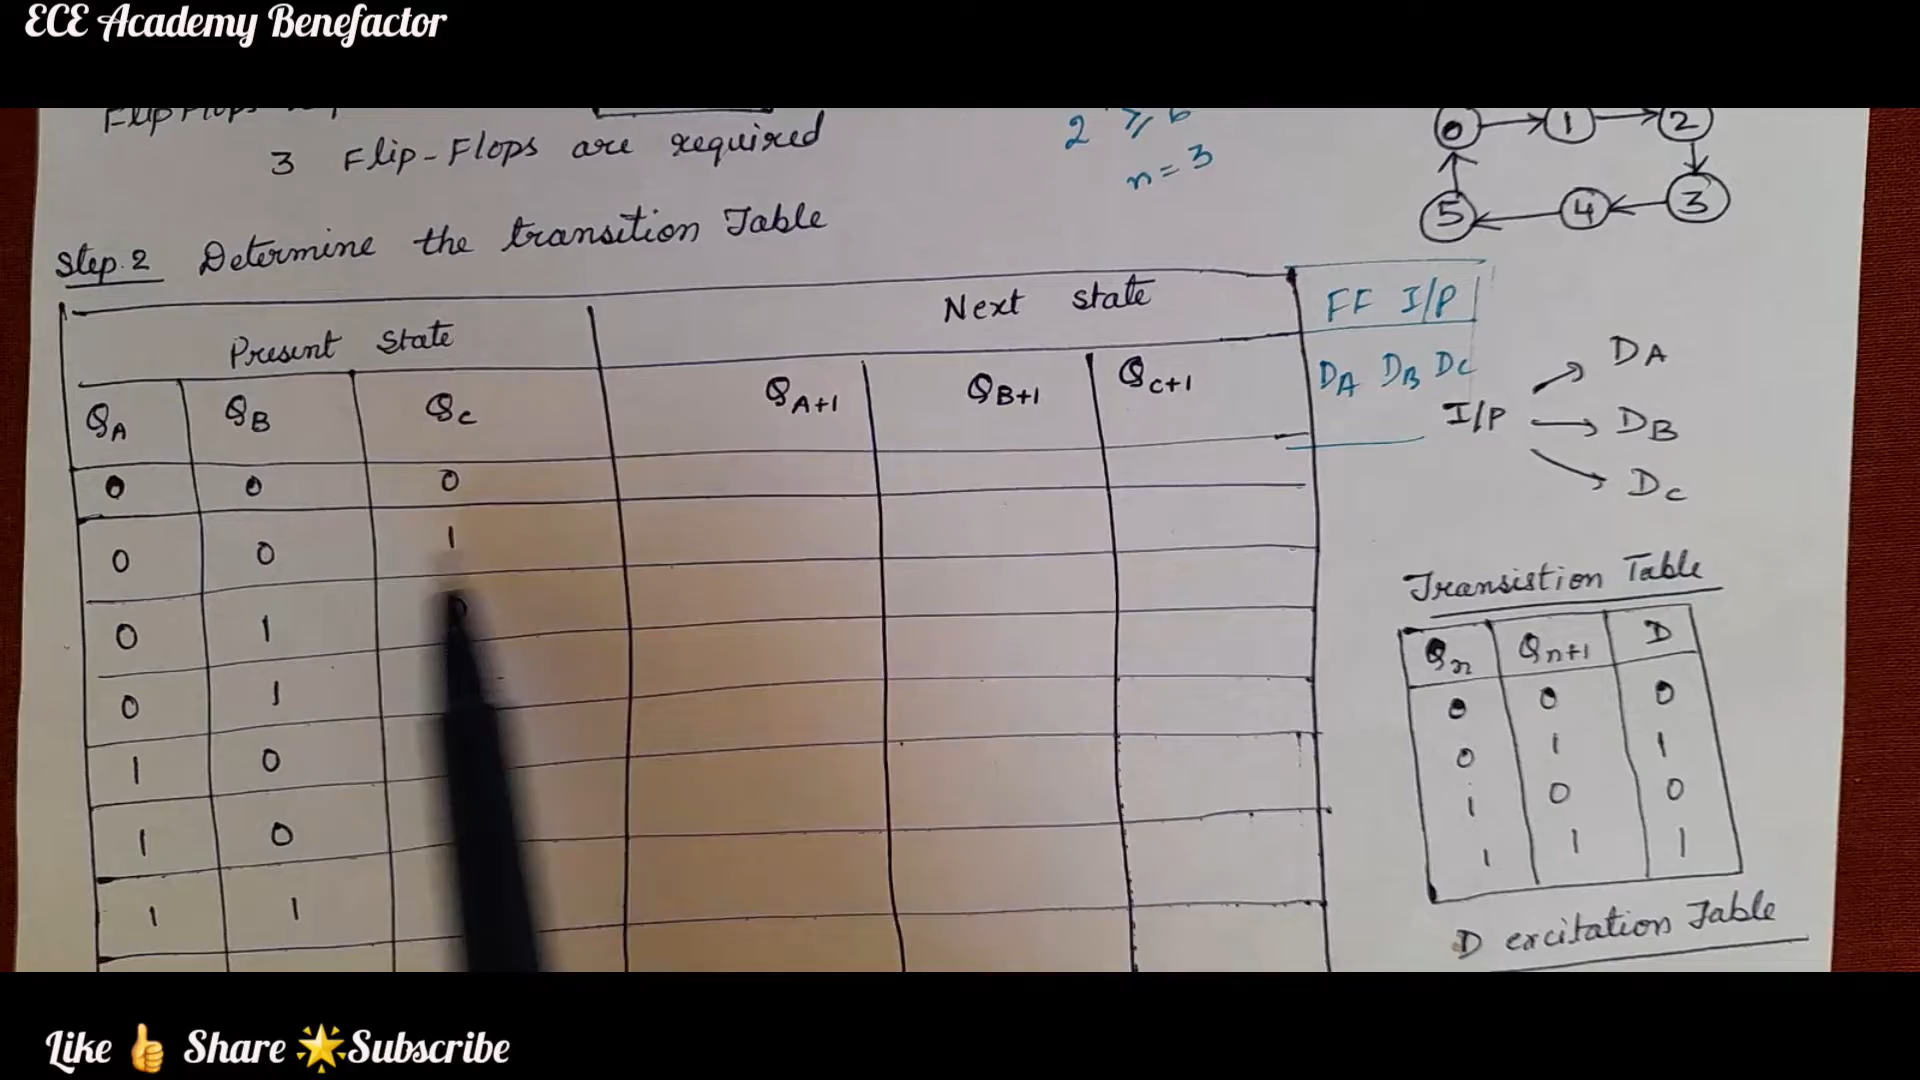 ECE Academy Benefactor
3 Flip-Flops are required
n = 3
0 1 2
5 4 3
Step.2 Determine the transition Table
Present State Next state FF I/P
QA QB QC QA+1 QB+1 QC+1 DA DB DC
0 0 0
0 0 1
0 1
0 1
1 0
1 0
1 1
I/P
DA
DB
DC
Transistion Table
Qn Qn+1 D
0 0 0
0 1 1
1 0 0
1 1 1
D excitation Table
Like 👍 Share 🌟Subscribe